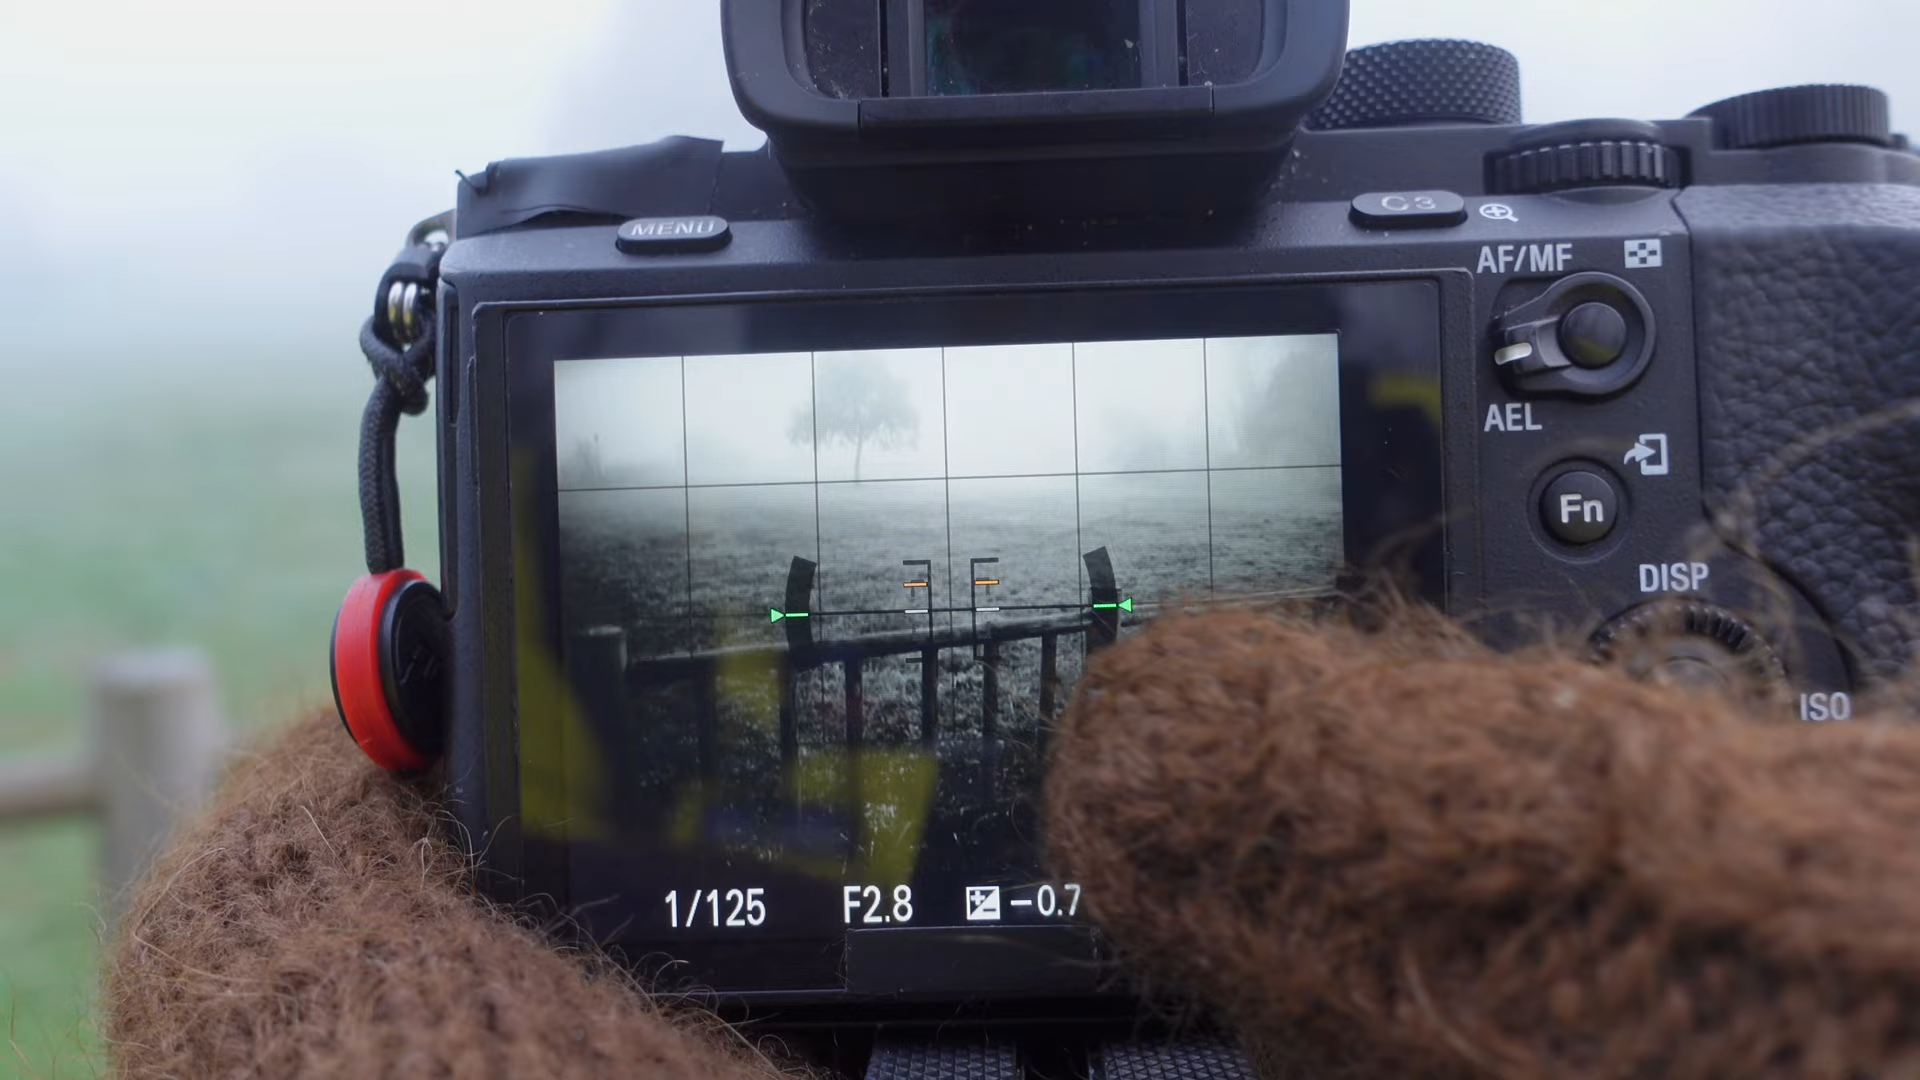 MENU
C3
AF/MF
AEL
Fn
DISP
ISO
1/125 F2.8 −0.7